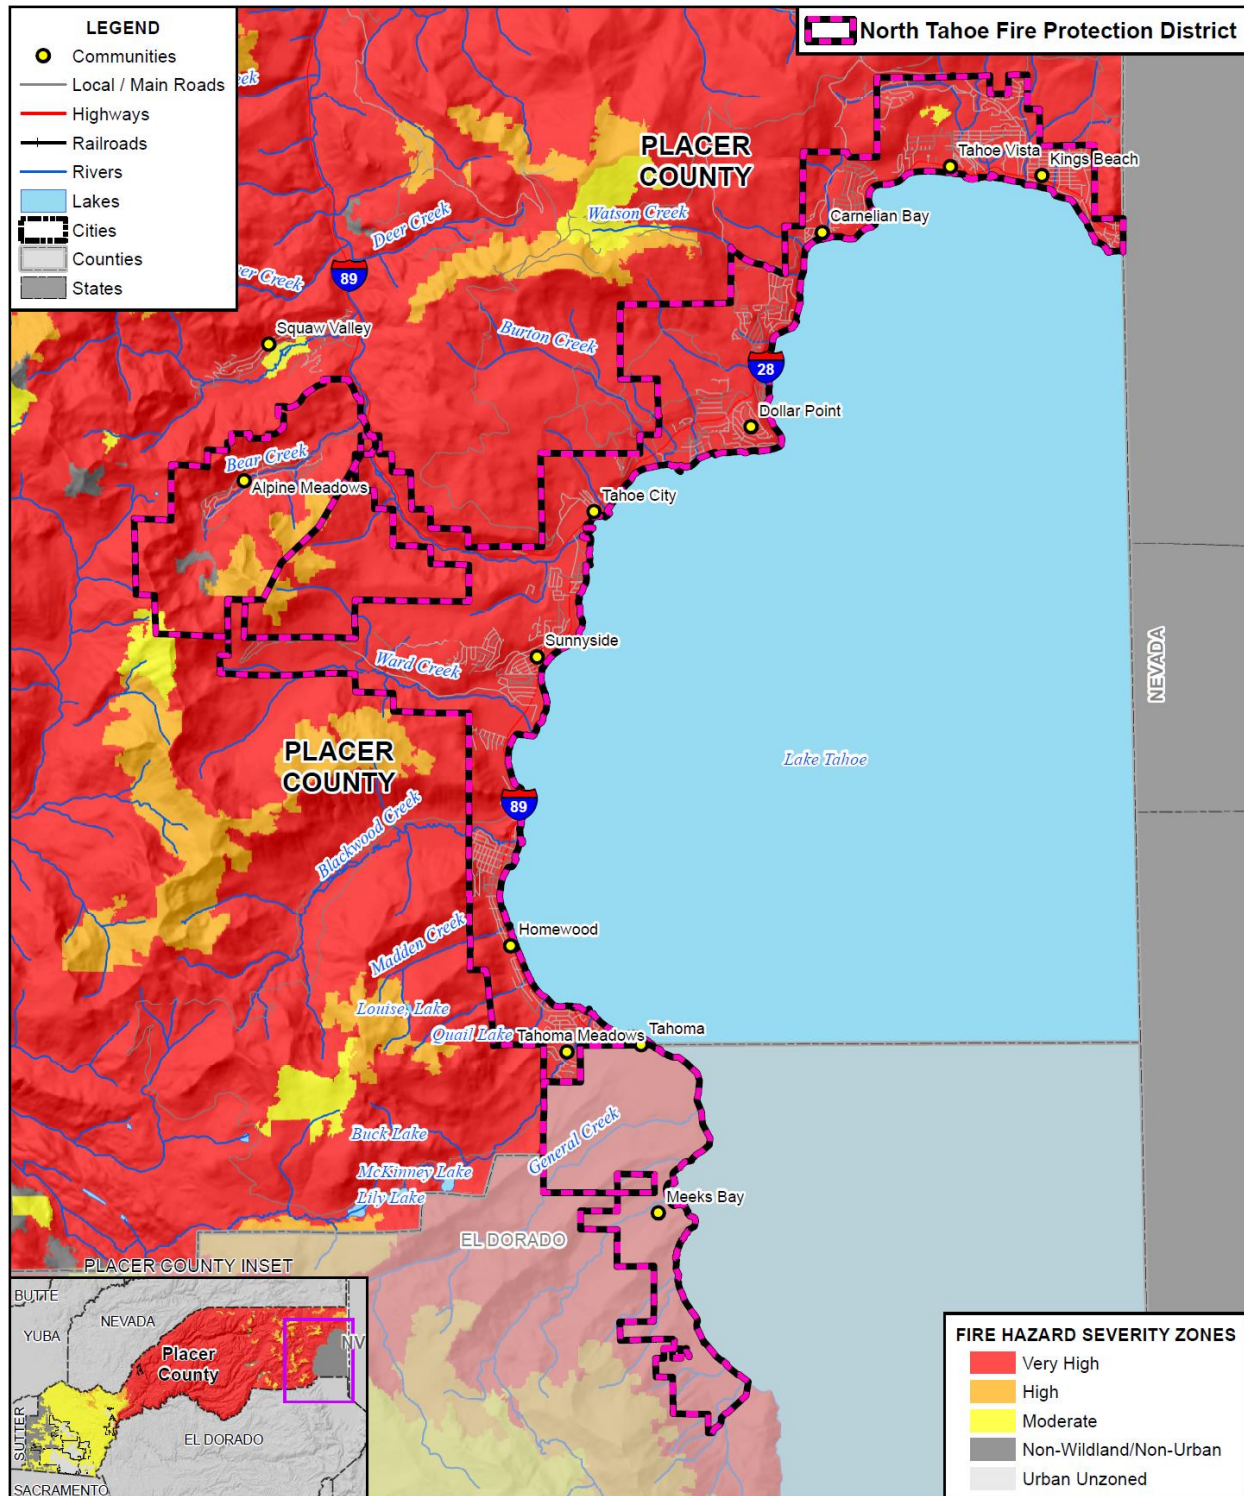 LEGEND
Communities
Local / Main Roads
Highways
Railroads
Rivers
Lakes
Cities
Counties
States
North Tahoe Fire Protection District
PLACER
COUNTY
Tahoe Vista
Kings Beach
Carnelian Bay
Watson Creek
Deer Creek
89
Squaw Valley
Burton Creek
28
Dollar Point
Bear Creek
Alpine Meadows
Tahoe City
Sunnyside
Ward Creek
NEVADA
PLACER
COUNTY
Lake Tahoe
89
Blackwood Creek
Homewood
Madden Creek
Louise, Lake
Quail Lake
Tahoma Meadows
Tahoma
General Creek
Buck Lake
McKinney Lake
Lily Lake
Meeks Bay
EL DORADO
PLACER COUNTY INSET
BUTTE
YUBA
NEVADA
NV
Placer
County
SUTTER
EL DORADO
SACRAMENTO
FIRE HAZARD SEVERITY ZONES
Very High
High
Moderate
Non-Wildland/Non-Urban
Urban Unzoned